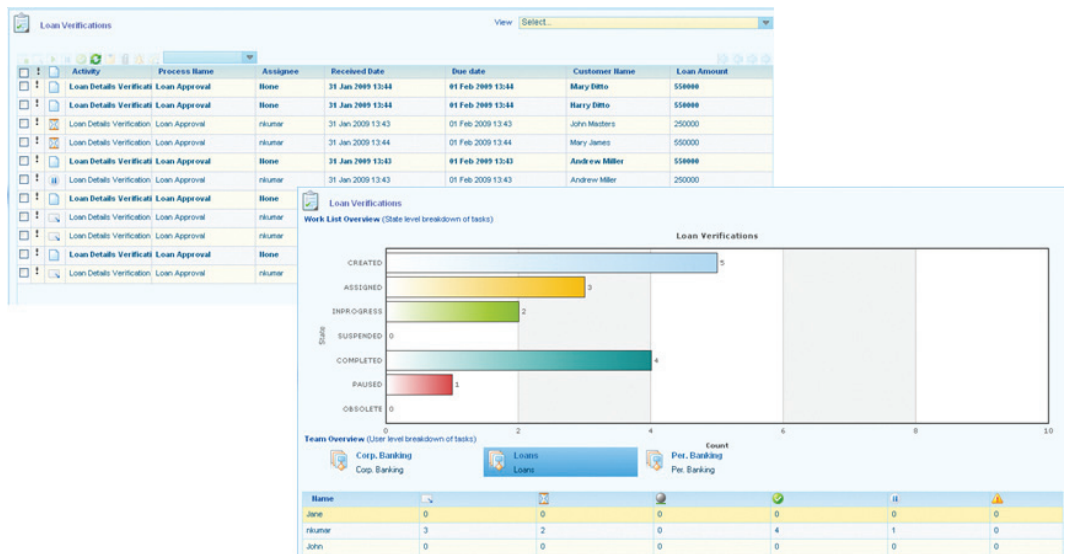 Loan Verifications
View Select...
! Activity Process Name Assignee Received Date Due date Customer Name Loan Amount
! Loan Details Verificati Loan Approval None 31 Jan 2009 13:44 01 Feb 2009 13:44 Mary Ditto 550000
! Loan Details Verificati Loan Approval None 31 Jan 2009 13:44 01 Feb 2009 13:44 Harry Ditto 550000
! Loan Details Verification Loan Approval nkumar 31 Jan 2009 13:43 01 Feb 2009 13:43 John Masters 250000
! Loan Details Verification Loan Approval nkumar 31 Jan 2009 13:44 01 Feb 2009 13:43 Mary James 550000
! Loan Details Verificati Loan Approval None 31 Jan 2009 13:43 01 Feb 2009 13:43 Andrew Miller 550000
! Loan Details Verification Loan Approval nkumar 31 Jan 2009 13:43 01 Feb 2009 13:43 Andrew Miller 250000
! Loan Details Verificati Loan Approval None
! Loan Details Verification Loan Approval nkumar
! Loan Details Verification Loan Approval nkumar
! Loan Details Verificati Loan Approval None
! Loan Details Verification Loan Approval nkumar
Loan Verifications
Work List Overview (State level breakdown of tasks)
Loan Verifications
State
CREATED 5
ASSIGNED 3
INPROGRESS 2
SUSPENDED 0
COMPLETED 4
PAUSED 1
OBSOLETE 0
0 2 4 6 8 10
Count
Team Overview (User level breakdown of tasks)
Corp. Banking Loans Per. Banking
Corp. Banking Loans Per. Banking
Name
Jane 0 0 0 0 0 0
nkumar 3 2 0 4 1 0
John 0 0 0 0 0 0